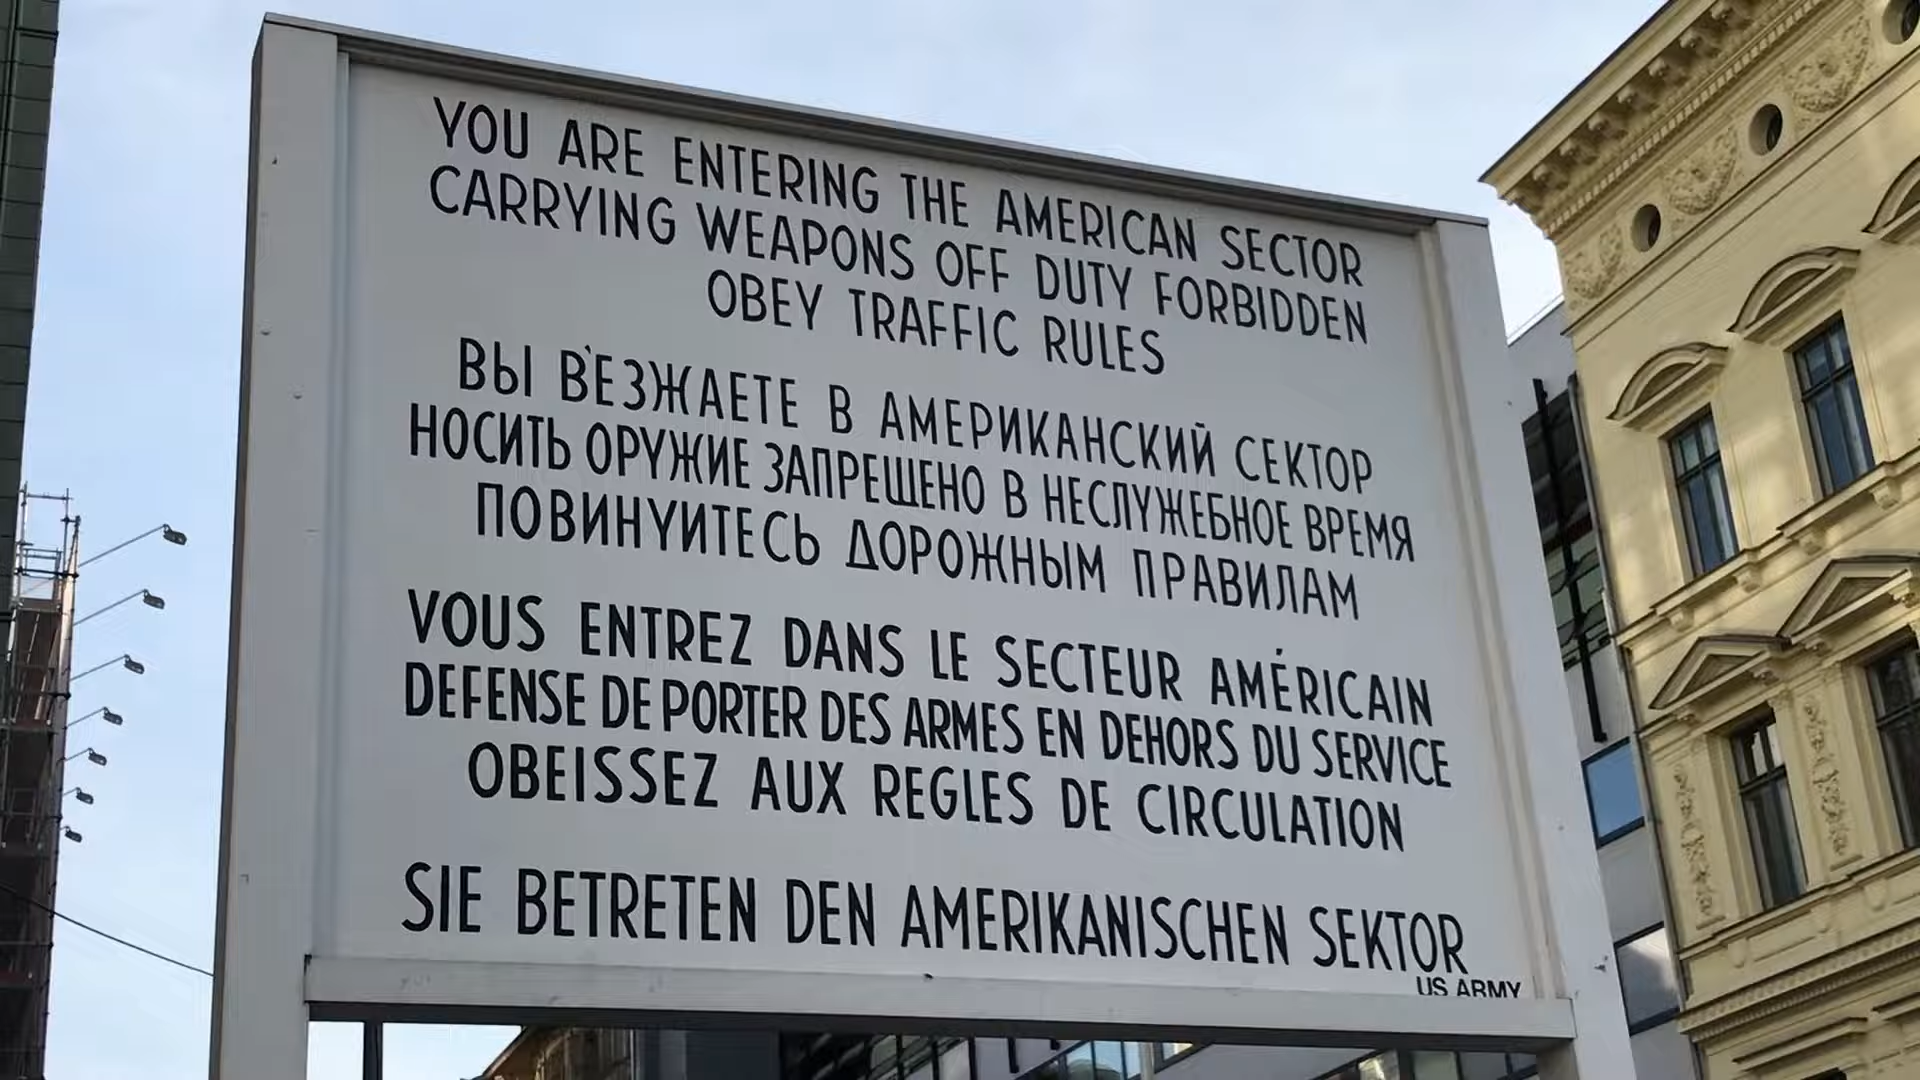 YOU ARE ENTERING THE AMERICAN SECTOR
CARRYING WEAPONS OFF DUTY FORBIDDEN
OBEY TRAFFIC RULES
ВЫ В'ЕЗЖАЕТЕ В АМЕРИКАНСКИЙ СЕКТОР
НОСИТЬ ОРУЖИЕ ЗАПРЕЩЕНО В НЕСЛУЖЕБНОЕ ВРЕМЯ
ПОВИНУИТЕСЬ ДОРОЖНЫМ ПРАВИЛАМ
VOUS ENTREZ DANS LE SECTEUR AMÉRICAIN
DEFENSE DE PORTER DES ARMES EN DEHORS DU SERVICE
OBEISSEZ AUX REGLES DE CIRCULATION
SIE BETRETEN DEN AMERIKANISCHEN SEKTOR
US ARMY